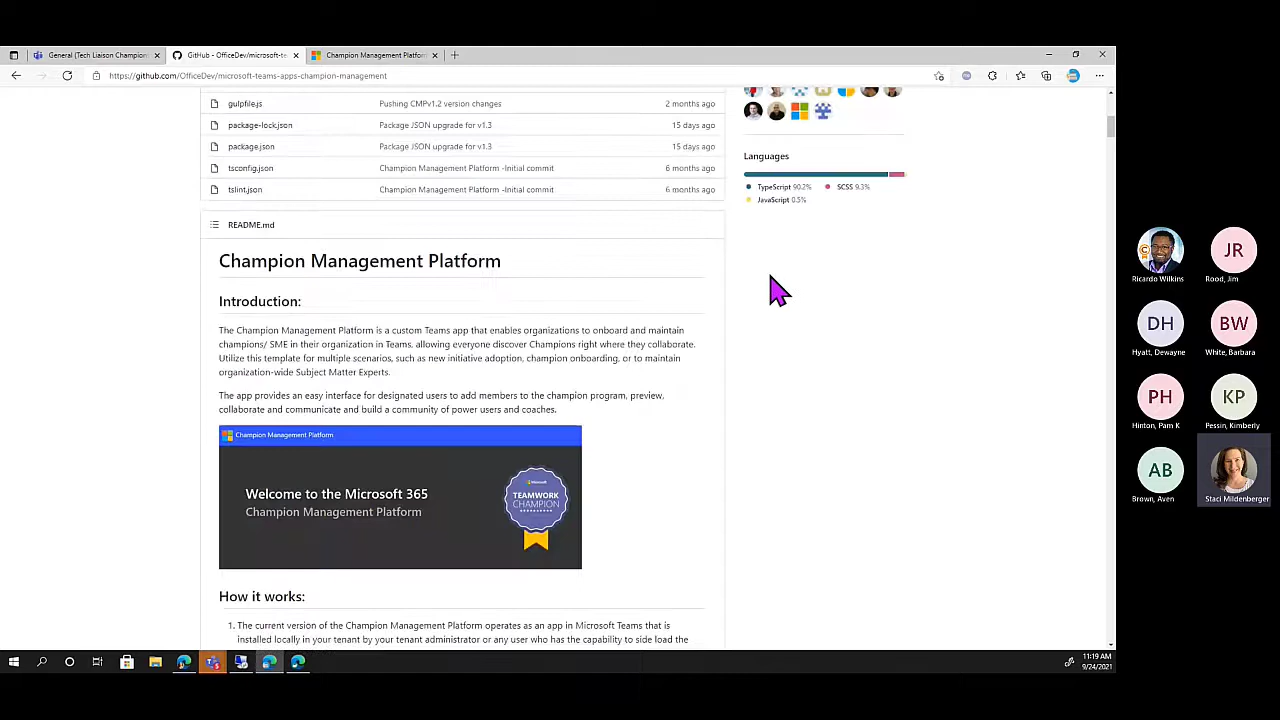 General (Tech Liaison Champion
GitHub - OfficeDev/microsoft-te
Champion Management Platfor
https://github.com/OfficeDev/microsoft-teams-apps-champion-management
gulpfile.js Pushing CMPv1.2 version changes 2 months ago
package-lock.json Package JSON upgrade for v1.3 15 days ago
package.json Package JSON upgrade for v1.3 15 days ago
tsconfig.json Champion Management Platform -Initial commit 6 months ago
tslint.json Champion Management Platform -Initial commit 6 months ago
Languages
TypeScript 90.2% SCSS 9.3%
JavaScript 0.5%
README.md
Champion Management Platform
Introduction:
The Champion Management Platform is a custom Teams app that enables organizations to onboard and maintain
champions/ SME in their organization in Teams, allowing everyone discover Champions right where they collaborate.
Utilize this template for multiple scenarios, such as new initiative adoption, champion onboarding, or to maintain
organization-wide Subject Matter Experts.
The app provides an easy interface for designated users to add members to the champion program, preview,
collaborate and communicate and build a community of power users and coaches.
Champion Management Platform
Welcome to the Microsoft 365
Champion Management Platform
Microsoft
TEAMWORK
CHAMPION
How it works:
1. The current version of the Champion Management Platform operates as an app in Microsoft Teams that is
installed locally in your tenant by your tenant administrator or any user who has the capability to side load the
11:19 AM
9/24/2021
Ricardo Wilkins
JR
Rood, Jim
DH
Hyatt, Dewayne
BW
White, Barbara
PH
Hinton, Pam K
KP
Pessin, Kimberly
AB
Brown, Aven
Staci Mildenberger